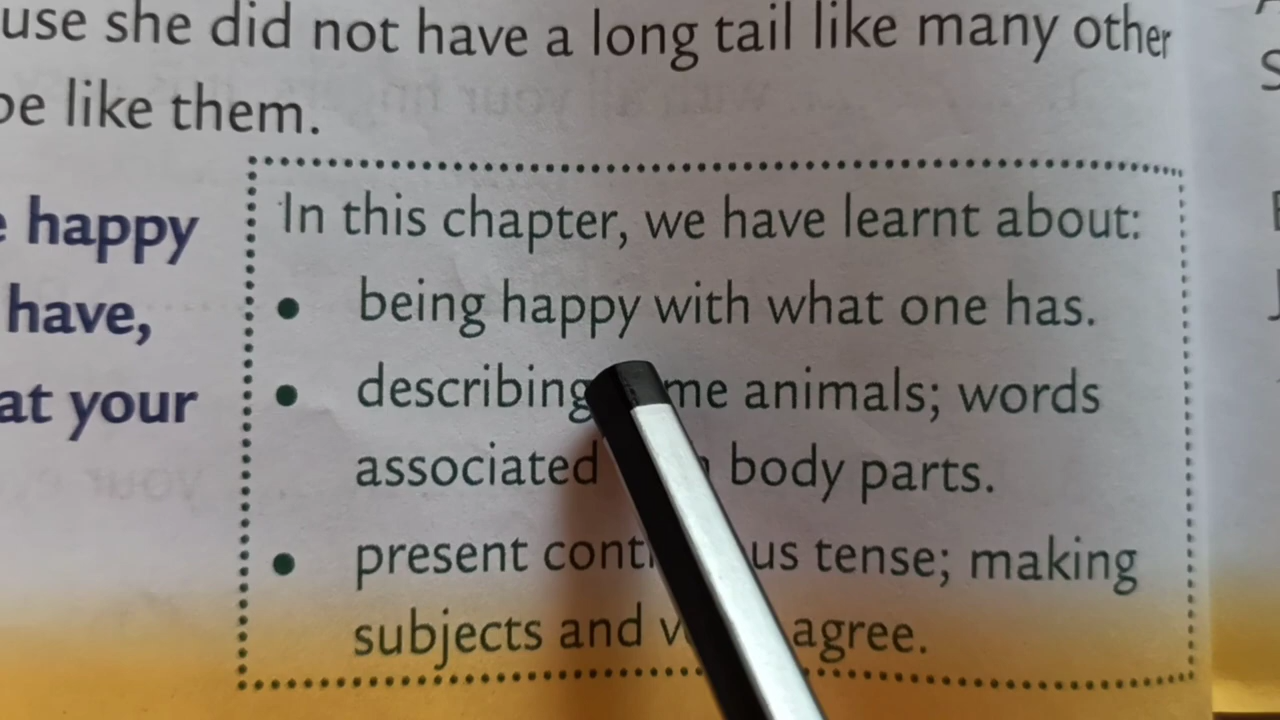 use she did not have a long tail like many other
be like them.
happy
have,
at your
In this chapter, we have learnt about:
• being happy with what one has.
• describing me animals; words
associated body parts.
• present cont us tense; making
subjects and v agree.